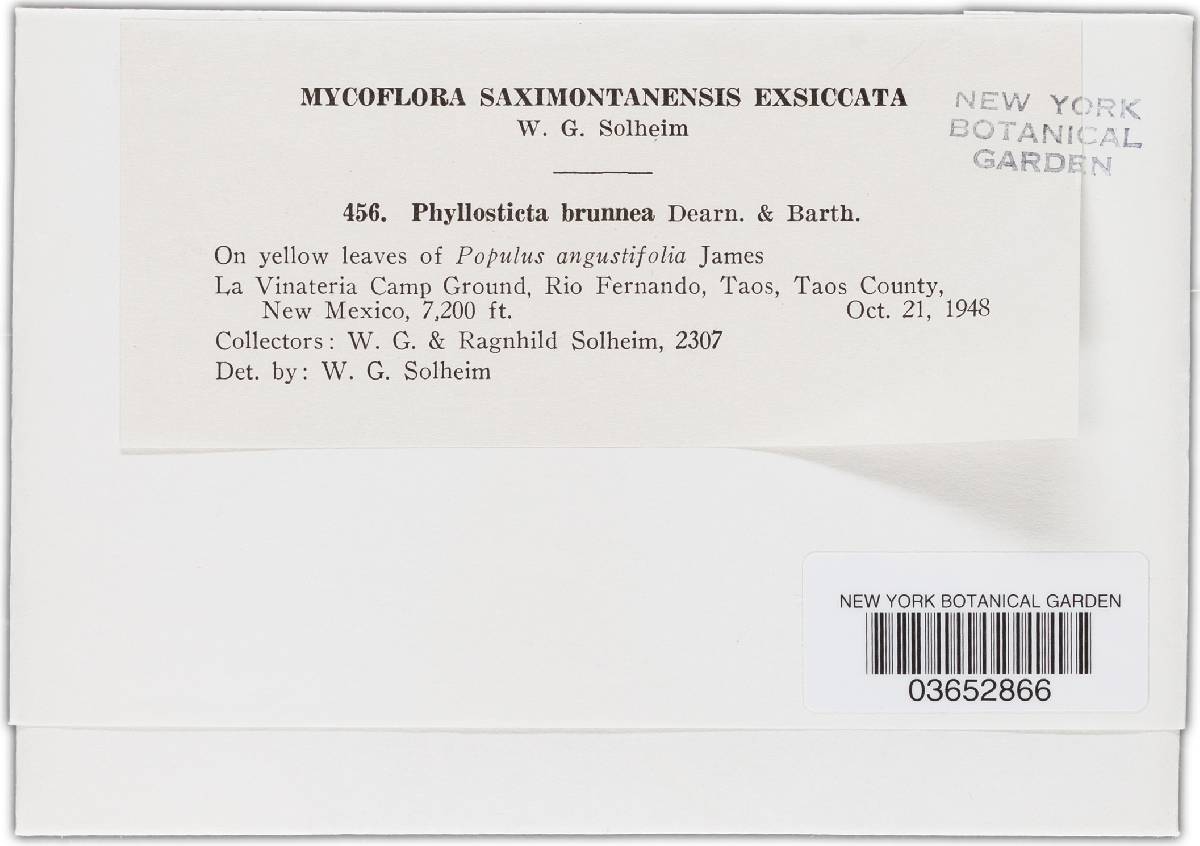 MYCOFLORA SAXIMONTANENSIS EXSICCATA
W. G. Solheim
NEW YORK
BOTANICAL
GARDEN
456. Phyllosticta brunnea Dearn. & Barth.
On yellow leaves of Populus angustifolia James
La Vinateria Camp Ground, Rio Fernando, Taos, Taos County,
New Mexico, 7,200 ft. Oct. 21, 1948
Collectors: W. G. & Ragnhild Solheim, 2307
Det. by: W. G. Solheim
NEW YORK BOTANICAL GARDEN
03652866